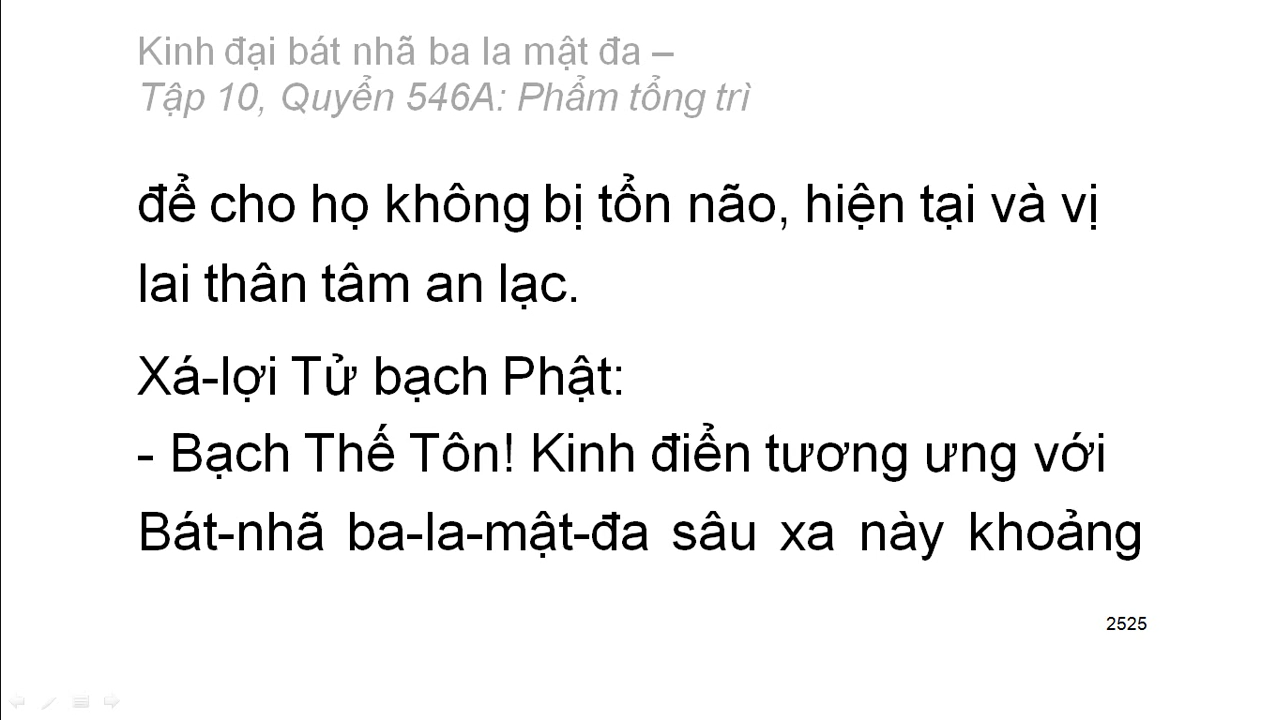 Kinh đại bát nhã ba la mật đa –
Tập 10, Quyển 546A: Phẩm tổng trì
để cho họ không bị tổn não, hiện tại và vị
lai thân tâm an lạc.
Xá-lợi Tử bạch Phật:
- Bạch Thế Tôn! Kinh điển tương ưng với
Bát-nhã ba-la-mật-đa sâu xa này khoảng
2525